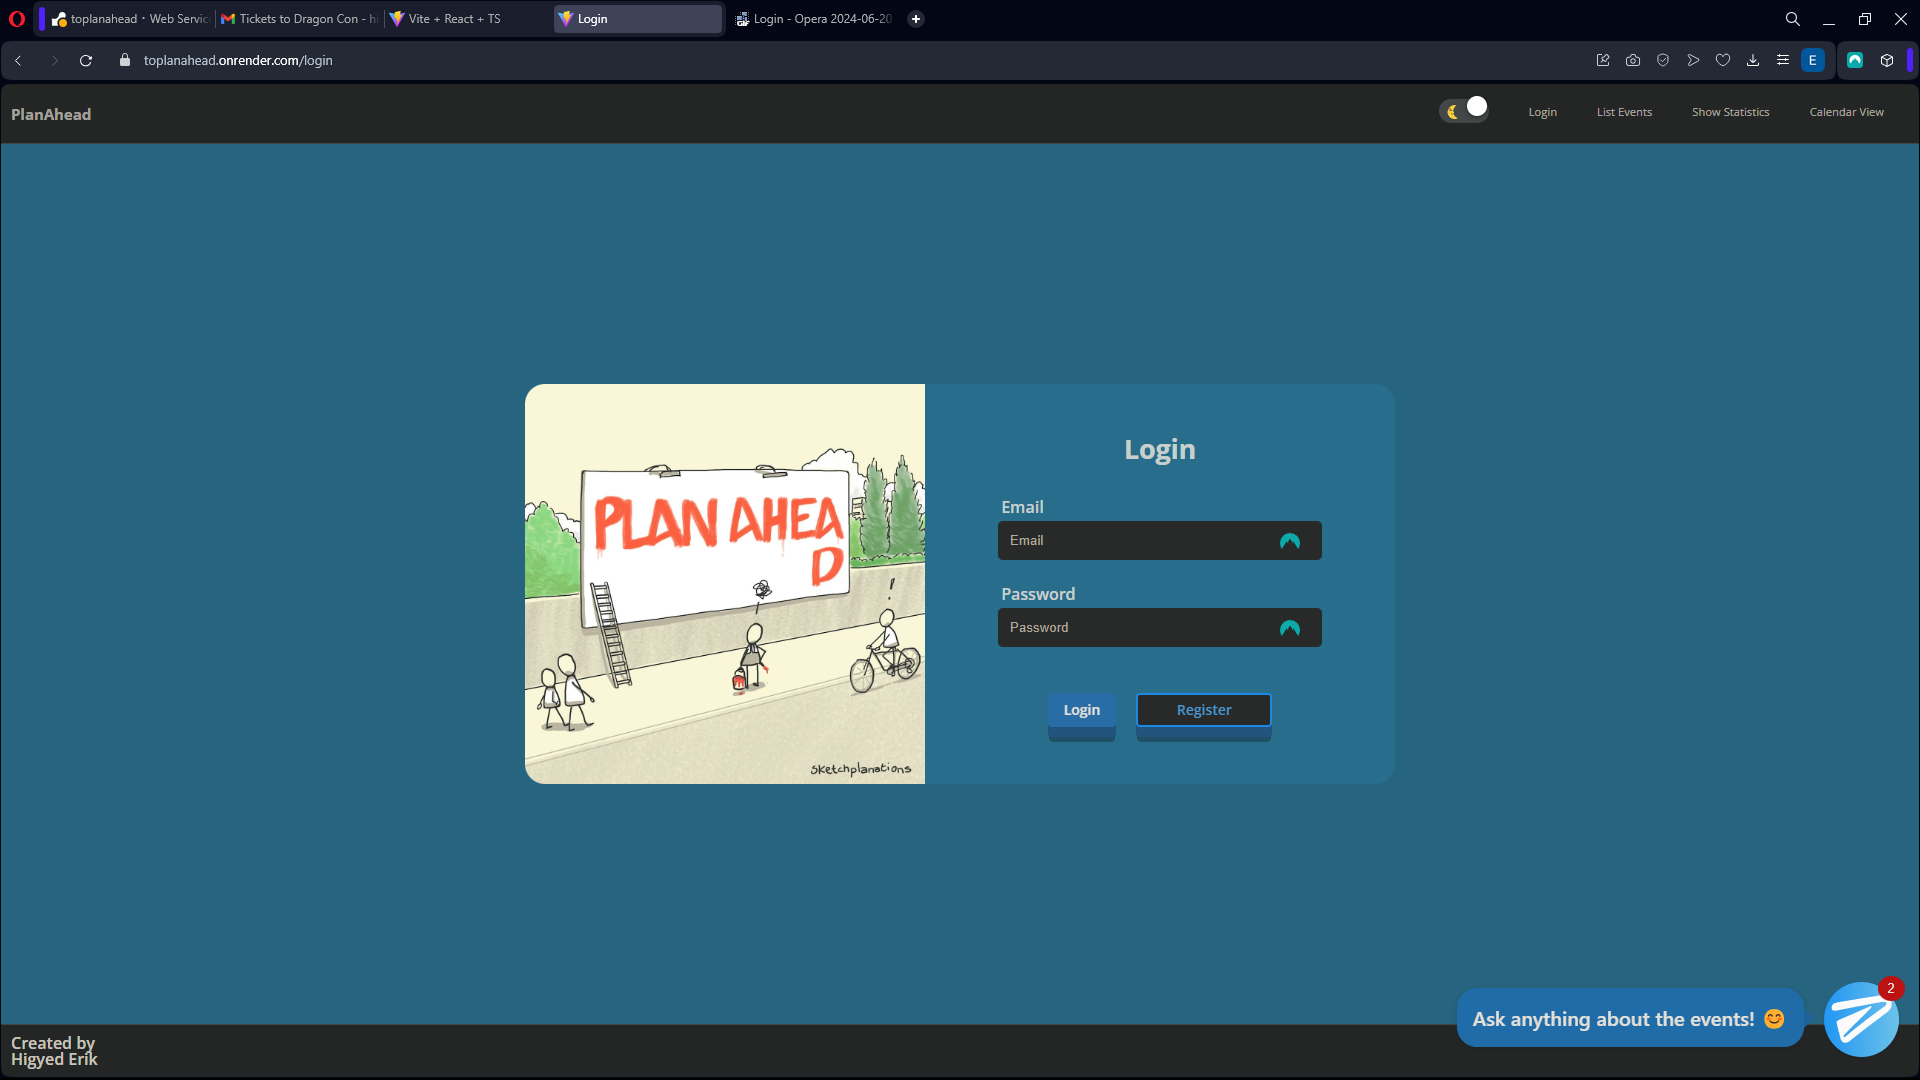 toplanahead · Web Servic
Tickets to Dragon Con - hi
Vite + React + TS
Login
Login - Opera 2024-06-20
toplanahead.onrender.com/login
E
PlanAhead
Login
List Events
Show Statistics
Calendar View
PLAN AHEA
D
!
sketchplanations
Login
Email
Email
Password
Password
Login
Register
2
Ask anything about the events! 😊
Created by
Higyed Erik